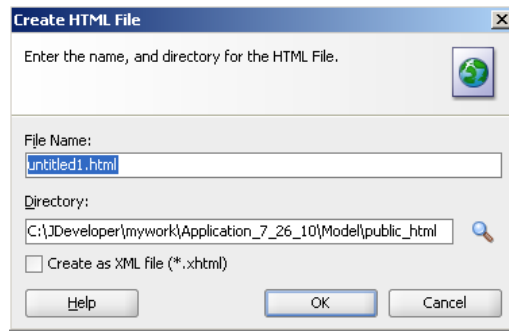 Create HTML File
Enter the name, and directory for the HTML File.
File Name:
untitled1.html
Directory:
C:\JDeveloper\mywork\Application_7_26_10\Model\public_html
Create as XML file (*.xhtml)
Help OK Cancel